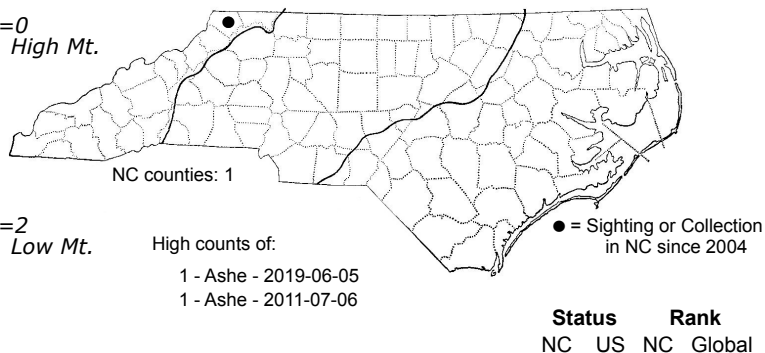 =0
High Mt.
NC counties: 1
=2
Low Mt.
High counts of:
1 - Ashe - 2019-06-05
1 - Ashe - 2011-07-06
● = Sighting or Collection
in NC since 2004
Status Rank
NC US NC Global